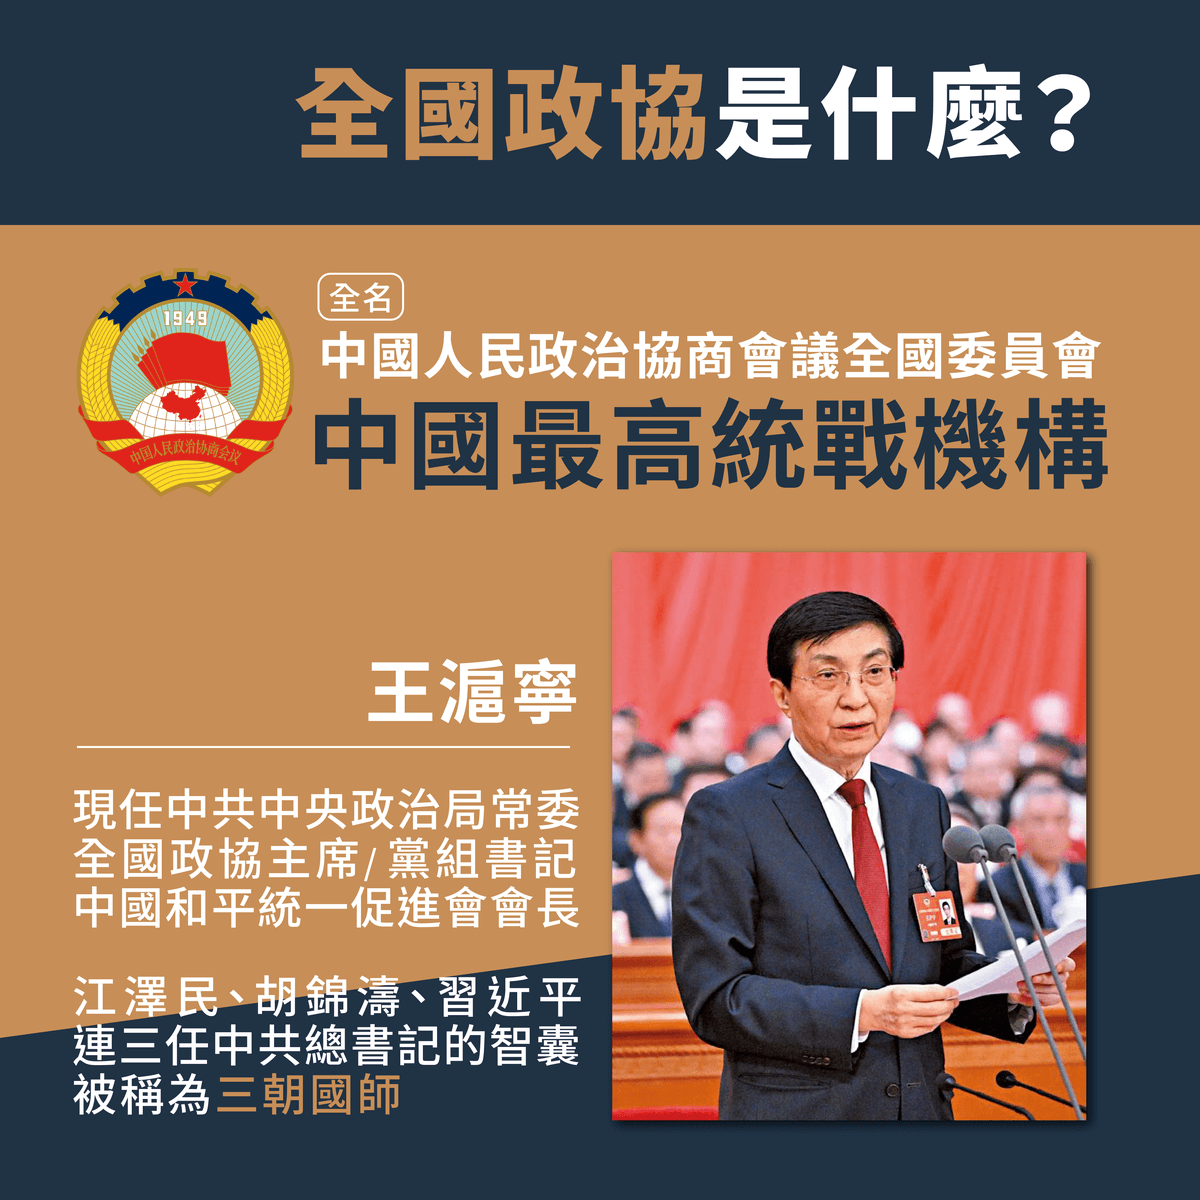 全國政協是什麼？
1949
中国人民政治协商会议
全名
中國人民政治協商會議全國委員會
中國最高統戰機構
王滬寧
現任中共中央政治局常委
全國政協主席/黨組書記
中國和平統一促進會會長
江澤民、胡錦濤、習近平
連三任中共總書記的智囊
被稱為三朝國師